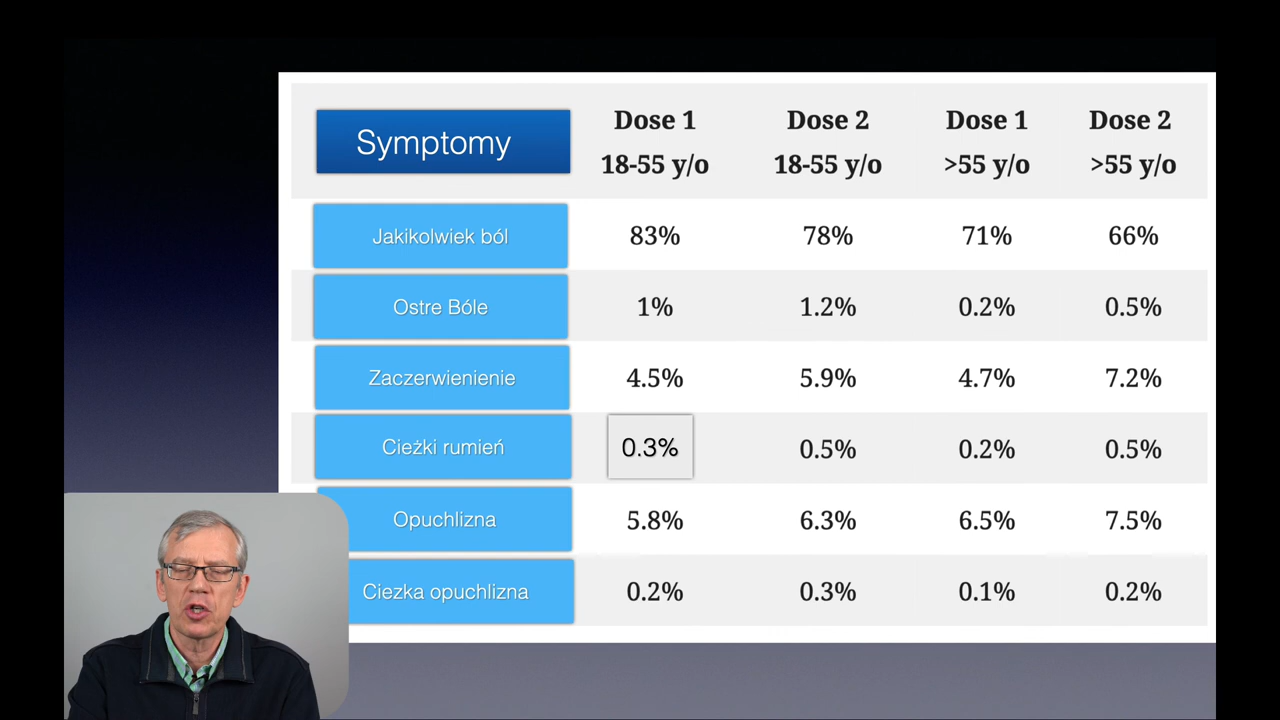 Symptomy
Dose 1 Dose 2 Dose 1 Dose 2
18-55 y/o 18-55 y/o >55 y/o >55 y/o
Jakikolwiek ból 83% 78% 71% 66%
Ostre Bóle 1% 1.2% 0.2% 0.5%
Zaczerwienienie 4.5% 5.9% 4.7% 7.2%
Cieżki rumień 0.3% 0.5% 0.2% 0.5%
Opuchlizna 5.8% 6.3% 6.5% 7.5%
Ciezka opuchlizna 0.2% 0.3% 0.1% 0.2%